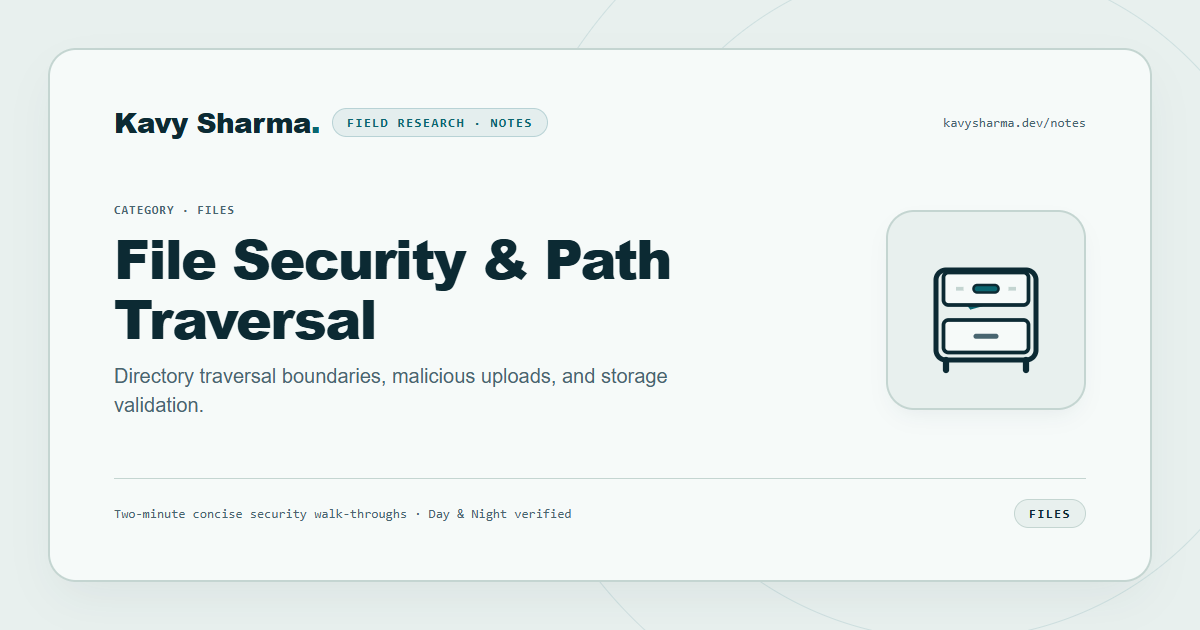 Kavy Sharma.
FIELD RESEARCH · NOTES
kavysharma.dev/notes
CATEGORY · FILES
File Security & Path
Traversal
Directory traversal boundaries, malicious uploads, and storage
validation.
Two-minute concise security walk-throughs · Day & Night verified
FILES